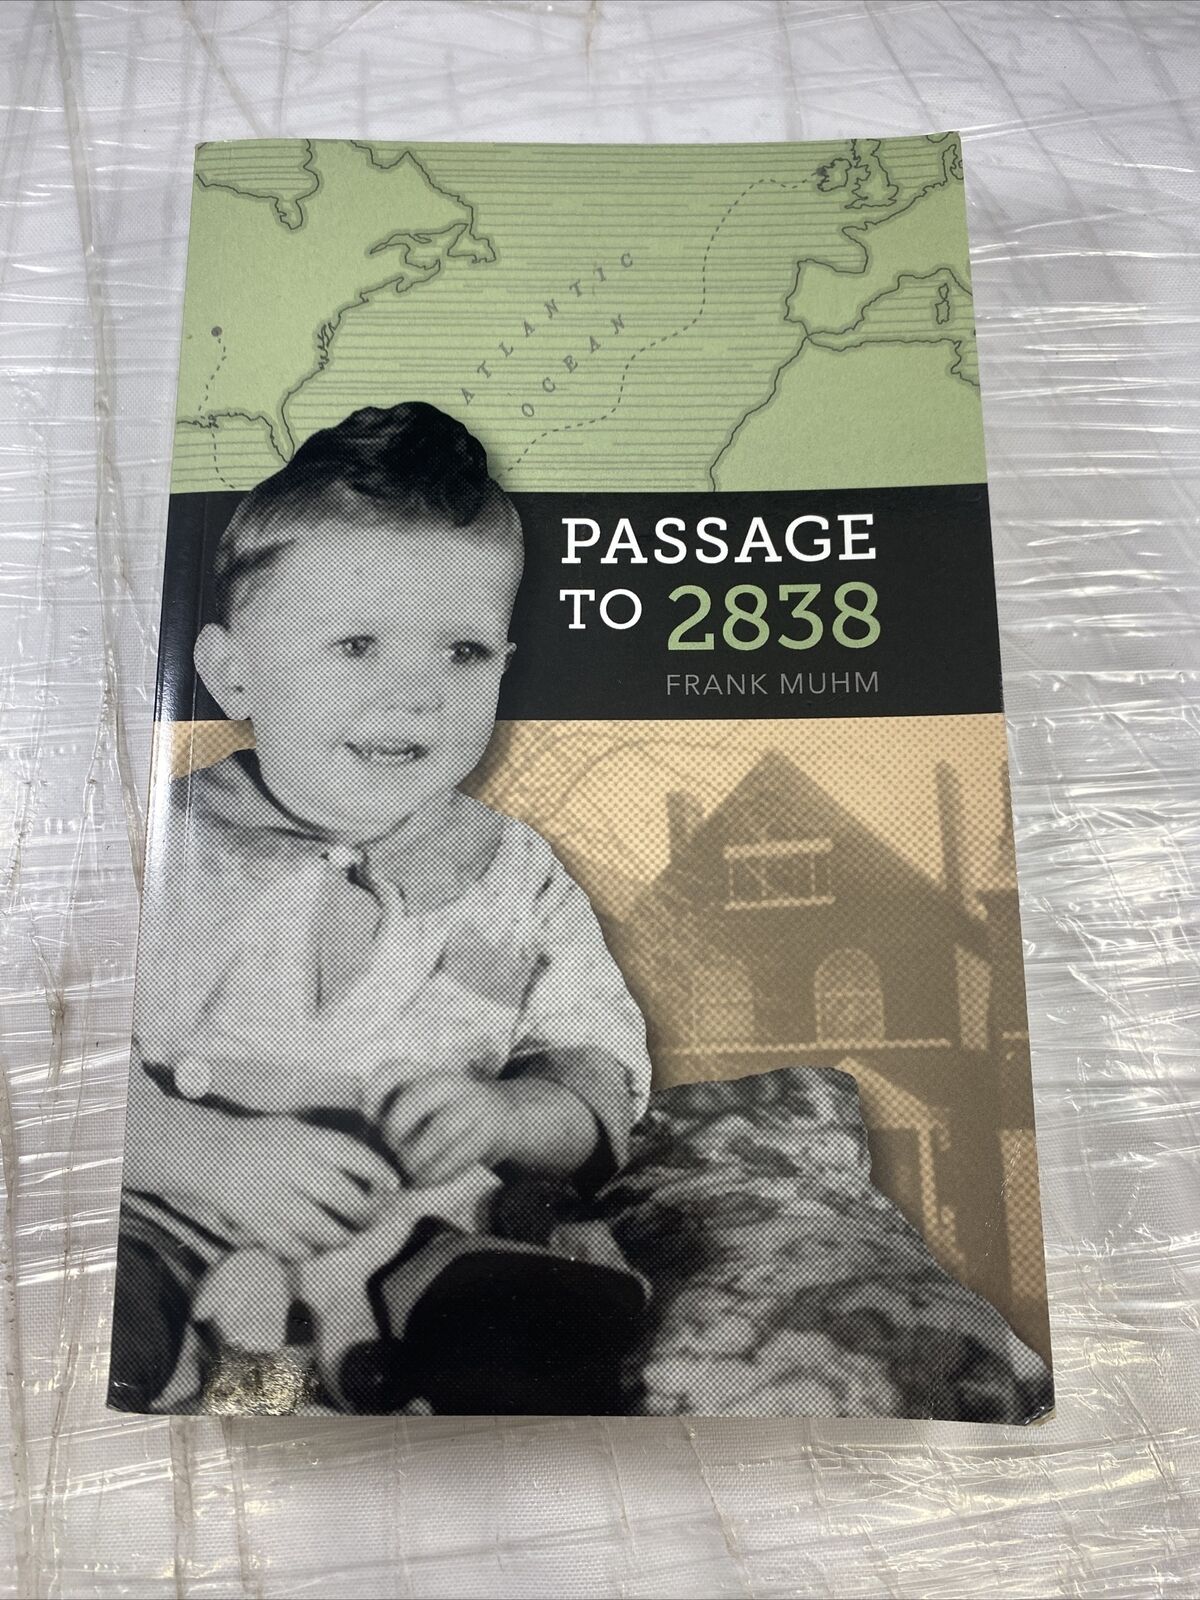 ATLANTIC
OCEAN
PASSAGE
TO 2838
FRANK MUHM